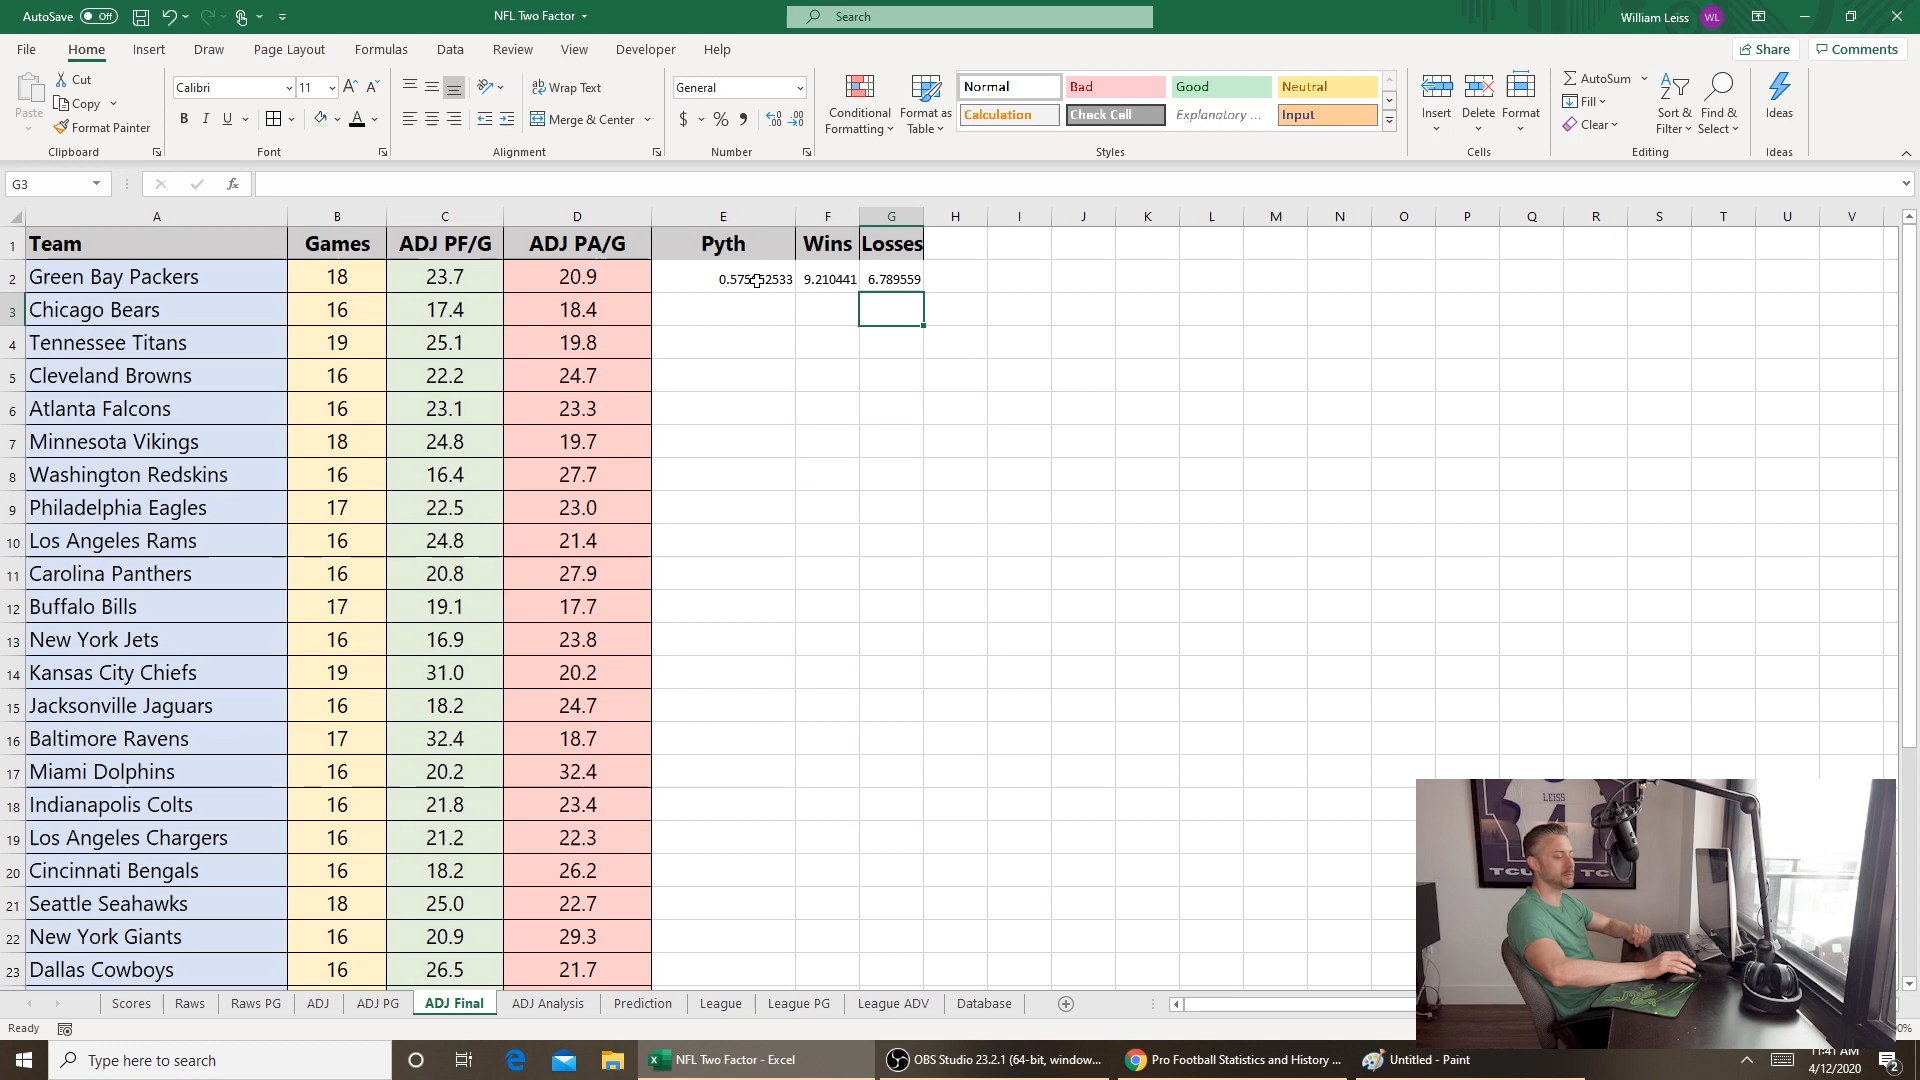 AutoSave Off
NFL Two Factor
Search
William Leiss WL
File Home Insert Draw Page Layout Formulas Data Review View Developer Help
Share Comments
Paste
Cut
Copy
Format Painter
Clipboard
Calibri 11
B I U
Font
Wrap Text
Merge & Center
Alignment
General
$ % 9
Number
Conditional Formatting
Format as Table
Normal Bad Good Neutral
Calculation Check Cell Explanatory ... Input
Styles
Insert Delete Format
Cells
AutoSum
Fill
Clear
Sort & Filter
Find & Select
Editing
Ideas
Ideas
G3 fx
A B C D E F G H I J K L M N O P Q R S T U V
1 Team Games ADJ PF/G ADJ PA/G Pyth Wins Losses
2 Green Bay Packers 18 23.7 20.9 9.210441 6.789559
3 Chicago Bears 16 17.4 18.4
4 Tennessee Titans 19 25.1 19.8
5 Cleveland Browns 16 22.2 24.7
6 Atlanta Falcons 16 23.1 23.3
7 Minnesota Vikings 18 24.8 19.7
8 Washington Redskins 16 16.4 27.7
9 Philadelphia Eagles 17 22.5 23.0
10 Los Angeles Rams 16 24.8 21.4
11 Carolina Panthers 16 20.8 27.9
12 Buffalo Bills 17 19.1 17.7
13 New York Jets 16 16.9 23.8
14 Kansas City Chiefs 19 31.0 20.2
15 Jacksonville Jaguars 16 18.2 24.7
16 Baltimore Ravens 17 32.4 18.7
17 Miami Dolphins 16 20.2 32.4
18 Indianapolis Colts 16 21.8 23.4
19 Los Angeles Chargers 16 21.2 22.3
20 Cincinnati Bengals 16 18.2 26.2
21 Seattle Seahawks 18 25.0 22.7
22 New York Giants 16 20.9 29.3
23 Dallas Cowboys 16 26.5 21.7
LEISS
4
TCU TCU
Scores Raws Raws PG ADJ ADJ PG ADJ Final ADJ Analysis Prediction League League PG League ADV Database
Ready
Type here to search
NFL Two Factor - Excel
OBS Studio 23.2.1 (64-bit, window...
Pro Football Statistics and History ...
Untitled - Paint
11:41 AM
4/12/2020
2